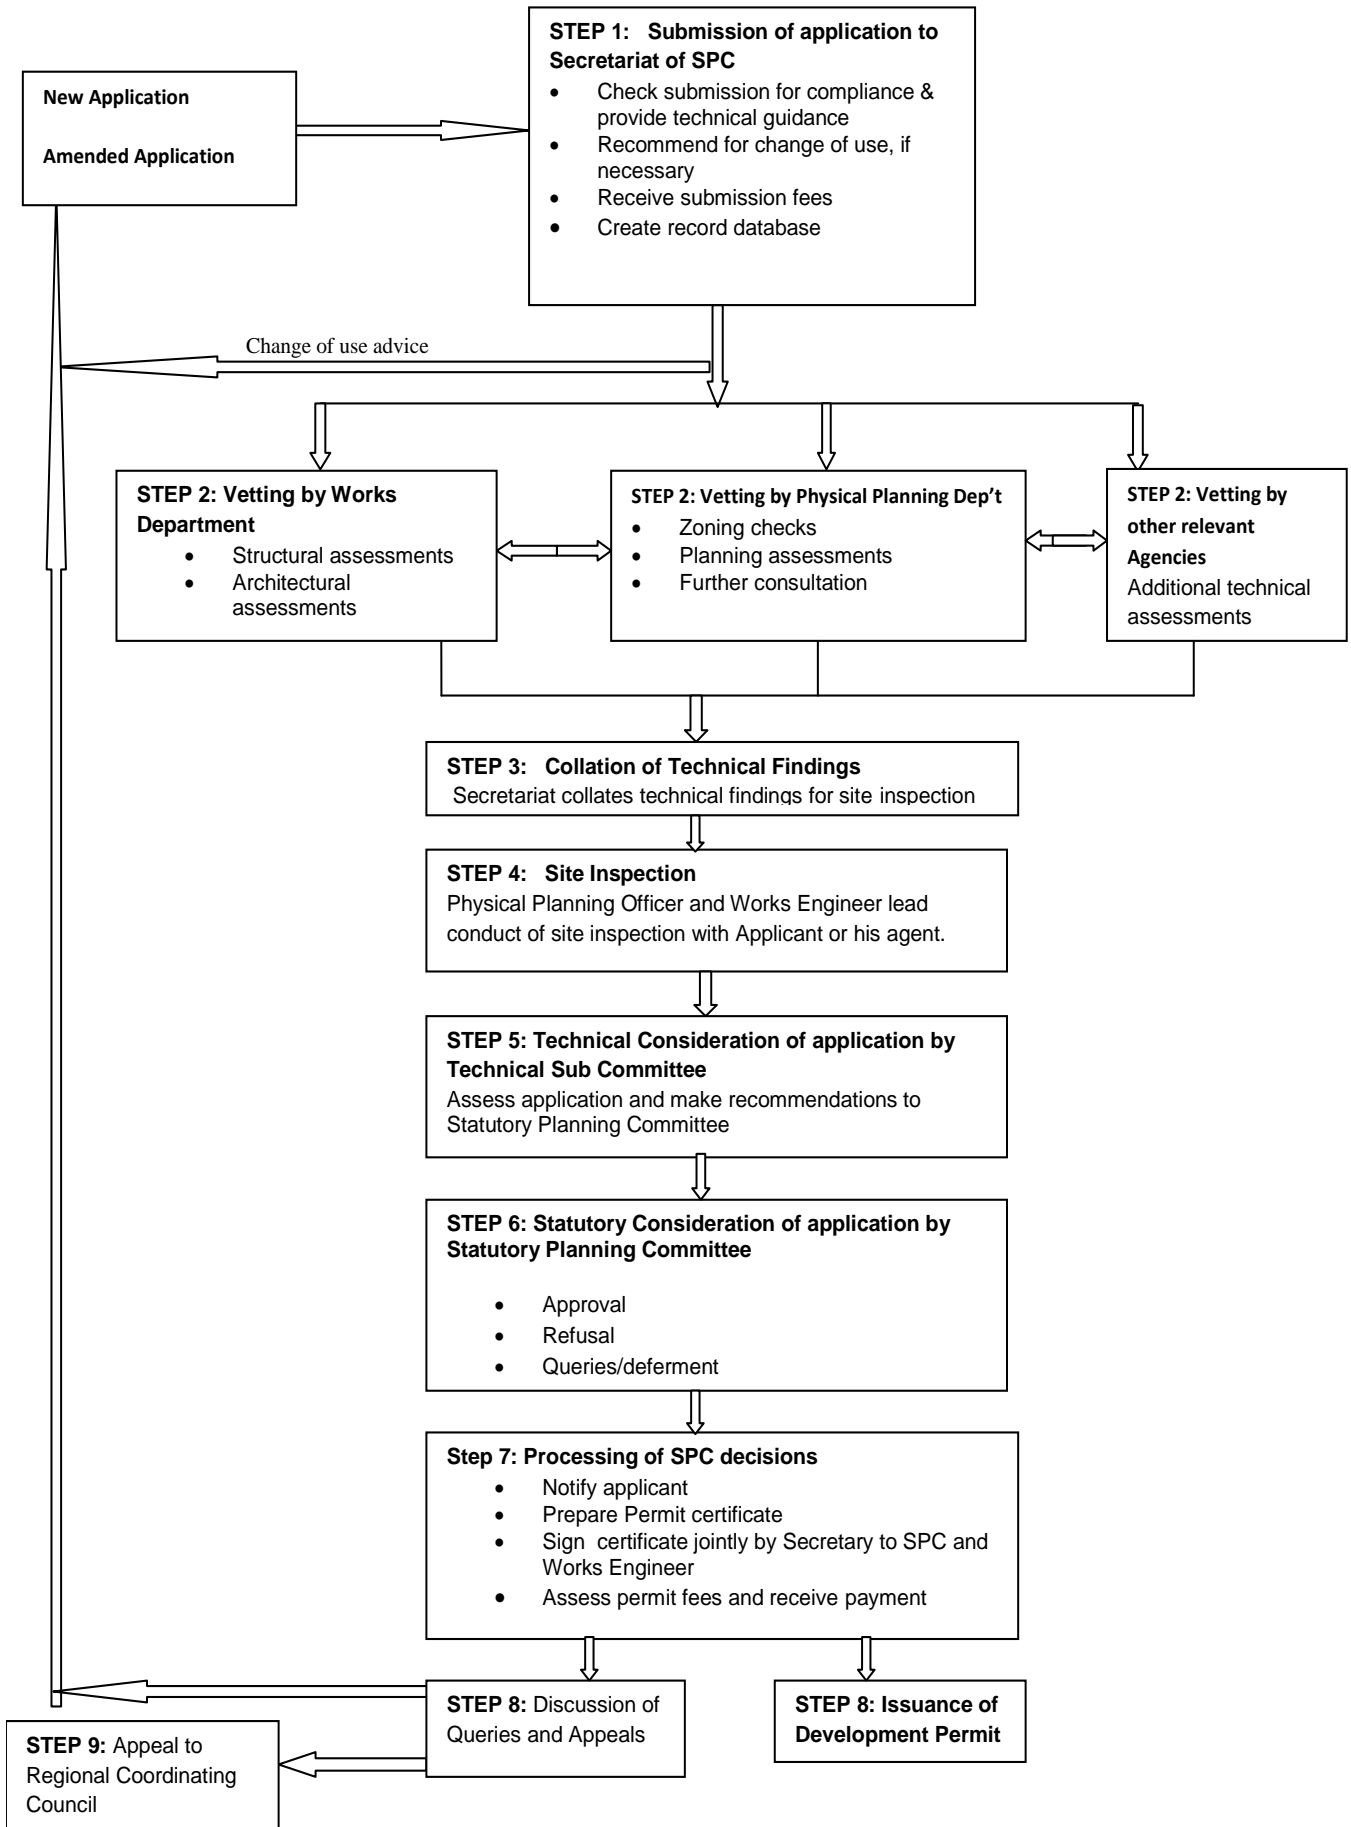 New Application
Amended Application
STEP 1: Submission of application to
Secretariat of SPC
• Check submission for compliance &
provide technical guidance
• Recommend for change of use, if
necessary
• Receive submission fees
• Create record database
Change of use advice
STEP 2: Vetting by Works
Department
• Structural assessments
• Architectural
assessments
STEP 2: Vetting by Physical Planning Dep't
• Zoning checks
• Planning assessments
• Further consultation
STEP 2: Vetting by
other relevant
Agencies
Additional technical
assessments
STEP 3: Collation of Technical Findings
Secretariat collates technical findings for site inspection
STEP 4: Site Inspection
Physical Planning Officer and Works Engineer lead
conduct of site inspection with Applicant or his agent.
STEP 5: Technical Consideration of application by
Technical Sub Committee
Assess application and make recommendations to
Statutory Planning Committee
STEP 6: Statutory Consideration of application by
Statutory Planning Committee
• Approval
• Refusal
• Queries/deferment
Step 7: Processing of SPC decisions
• Notify applicant
• Prepare Permit certificate
• Sign certificate jointly by Secretary to SPC and
Works Engineer
• Assess permit fees and receive payment
STEP 8: Discussion of
Queries and Appeals
STEP 8: Issuance of
Development Permit
STEP 9: Appeal to
Regional Coordinating
Council